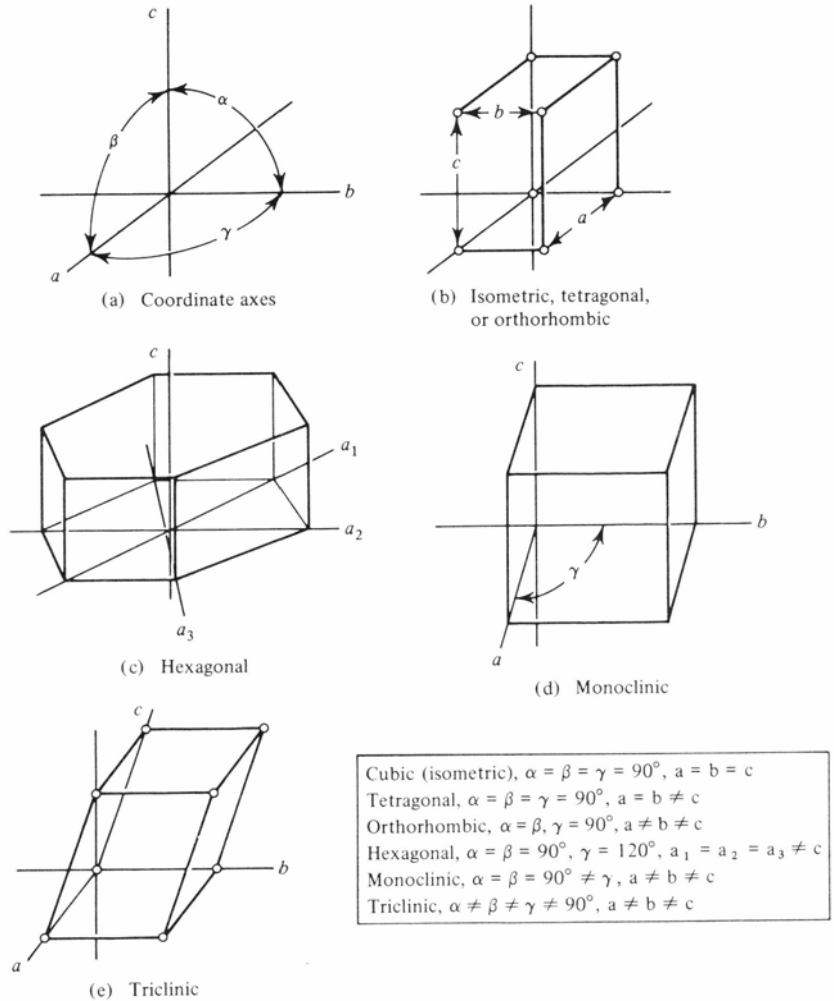 c
α
β
b
γ
a
(a) Coordinate axes
b
c
a
(b) Isometric, tetragonal,
or orthorhombic
c
a1
a2
a3
(c) Hexagonal
c
b
γ
a
(d) Monoclinic
c
b
a
(e) Triclinic
Cubic (isometric), α = β = γ = 90°, a = b = c
Tetragonal, α = β = γ = 90°, a = b ≠ c
Orthorhombic, α = β, γ = 90°, a ≠ b ≠ c
Hexagonal, α = β = 90°, γ = 120°, a1 = a2 = a3 ≠ c
Monoclinic, α = β = 90° ≠ γ, a ≠ b ≠ c
Triclinic, α ≠ β ≠ γ ≠ 90°, a ≠ b ≠ c